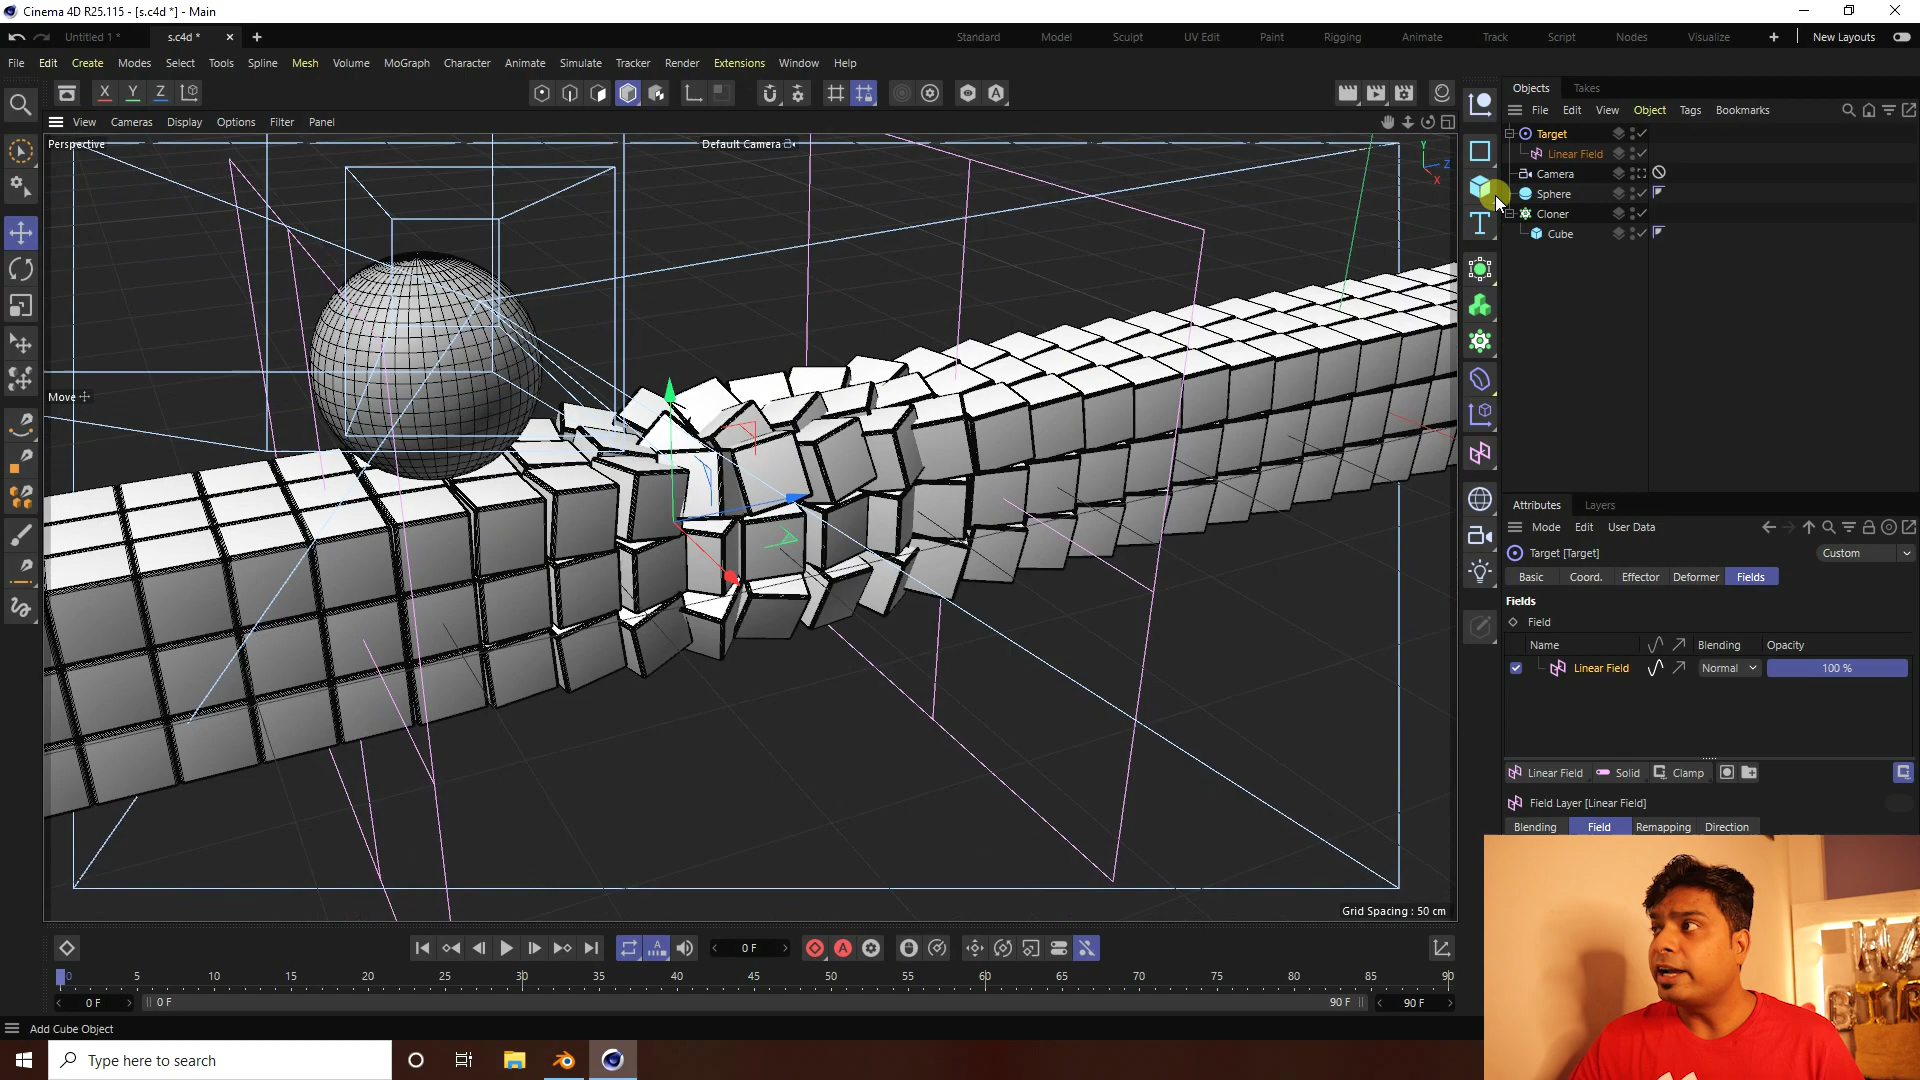 Cinema 4D R25.115 - [s.c4d *] - Main
Untitled 1 *
s.c4d *
Standard Model Sculpt UV Edit Paint Rigging Animate Track Script Nodes Visualize New Layouts
File Edit Create Modes Select Tools Spline Mesh Volume MoGraph Character Animate Simulate Tracker Render Extensions Window Help
X Y Z
Objects Takes
File Edit View Object Tags Bookmarks
View Cameras Display Options Filter Panel
Perspective
Default Camera
Y
Z
X
Target
Linear Field
Camera
Sphere
Cloner
Cube
Move
Attributes Layers
Mode Edit User Data
Target [Target]
Custom
Basic Coord. Effector Deformer Fields
Fields
Field
Name Blending Opacity
Linear Field Normal 100 %
Linear Field Solid Clamp
Field Layer [Linear Field]
Blending Field Remapping Direction
Grid Spacing : 50 cm
0 F
0 5 10 15 20 25 30 35 40 45 50 55 60 65 70 75 80 85 90
0 F 0 F 90 F 90 F
Add Cube Object
Type here to search